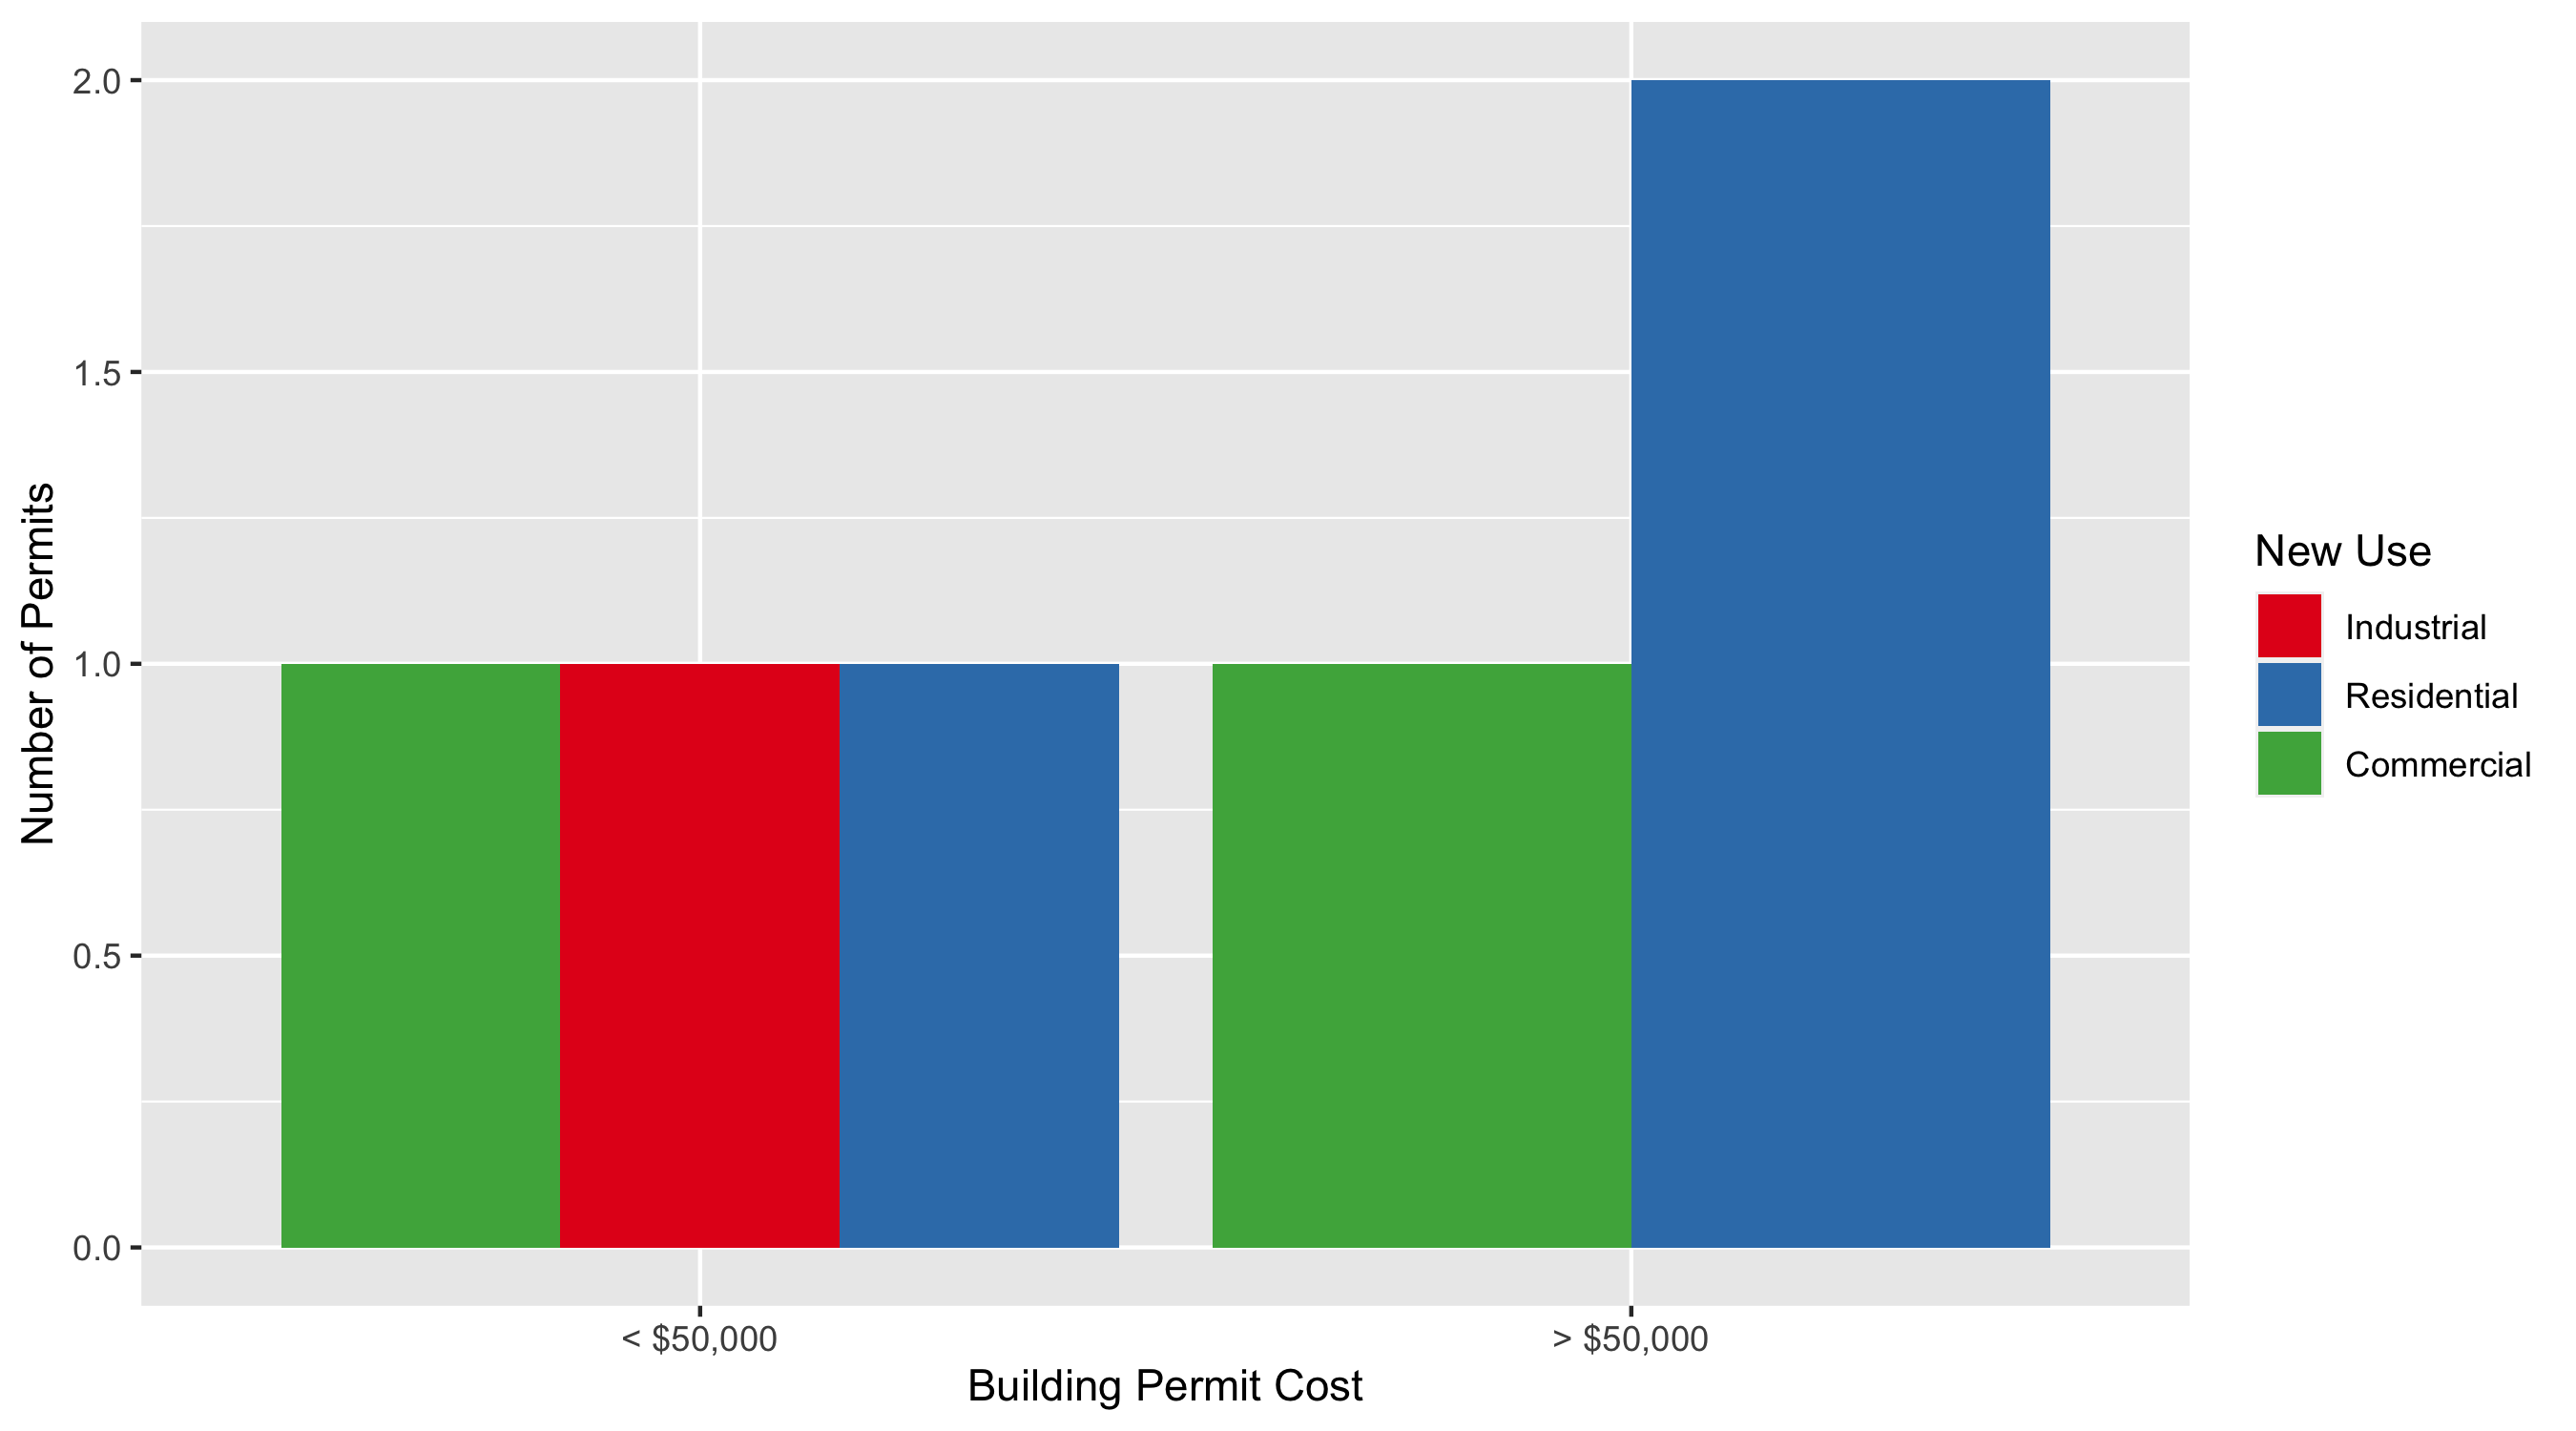 2.0
1.5
1.0
0.5
0.0
Number of Permits
< $50,000
> $50,000
Building Permit Cost
New Use
Industrial
Residential
Commercial